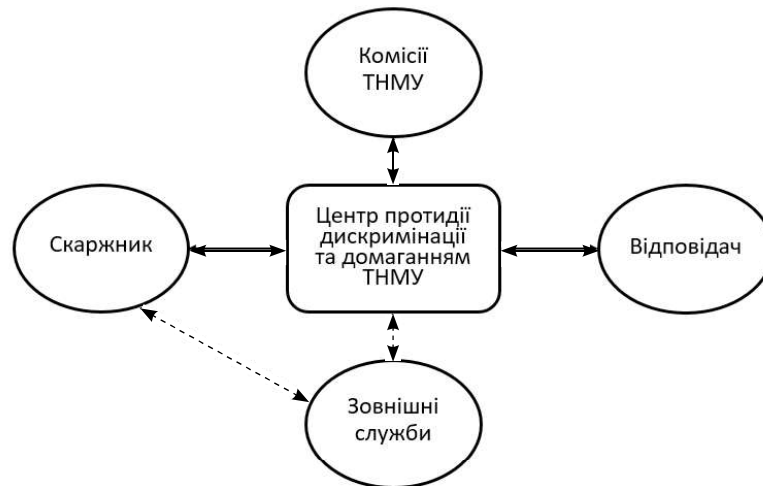 Комісії
ТНМУ
Скаржник
Центр протидії
дискримінації
та домаганням
ТНМУ
Відповідач
Зовнішні
служби